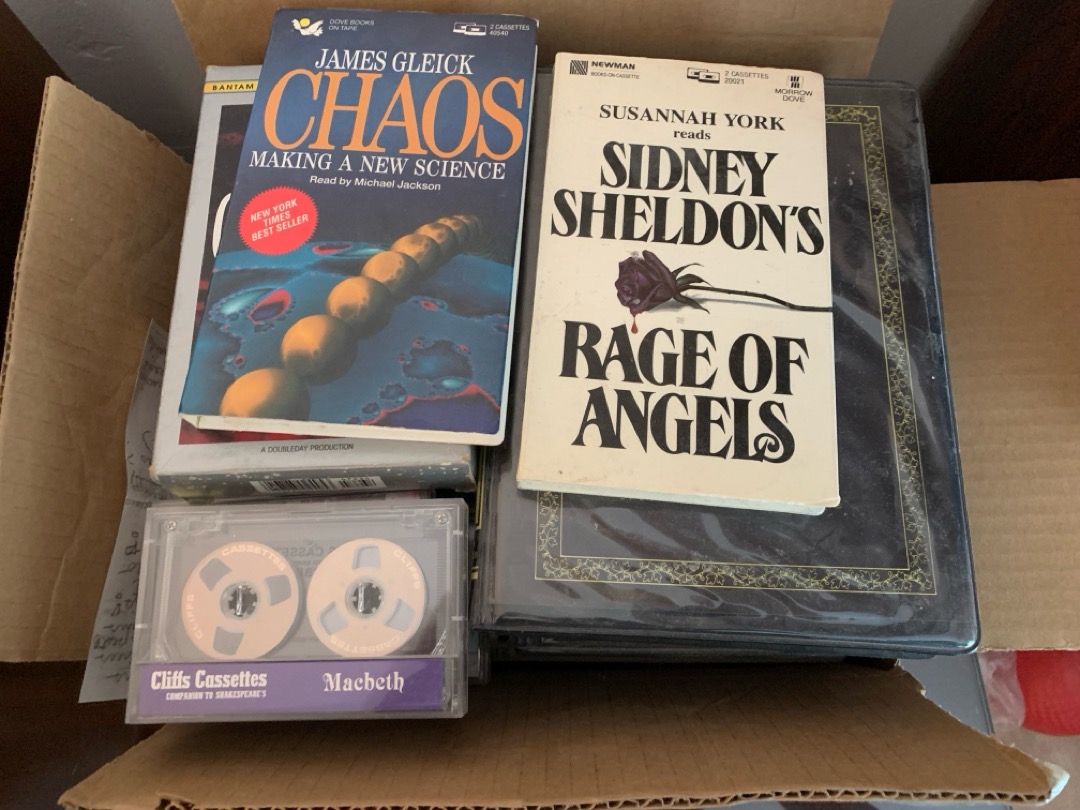 DOVE BOOKS
ON TAPE
2 CASSETTES
40540
JAMES GLEICK
CHAOS
MAKING A NEW SCIENCE
Read by Michael Jackson
NEW YORK
TIMES
BEST SELLER
BANTAM
A DOUBLEDAY PRODUCTION
NEWMAN
BOOKS-ON-CASSETTE
2 CASSETTES
20021
MORROW
DOVE
SUSANNAH YORK
reads
SIDNEY
SHELDON'S
RAGE OF
ANGELS
CLIFFS CASSETTES
CLIFFS CASSETTES
Cliffs Cassettes
COMPANION TO SHAKESPEARE'S
Macbeth